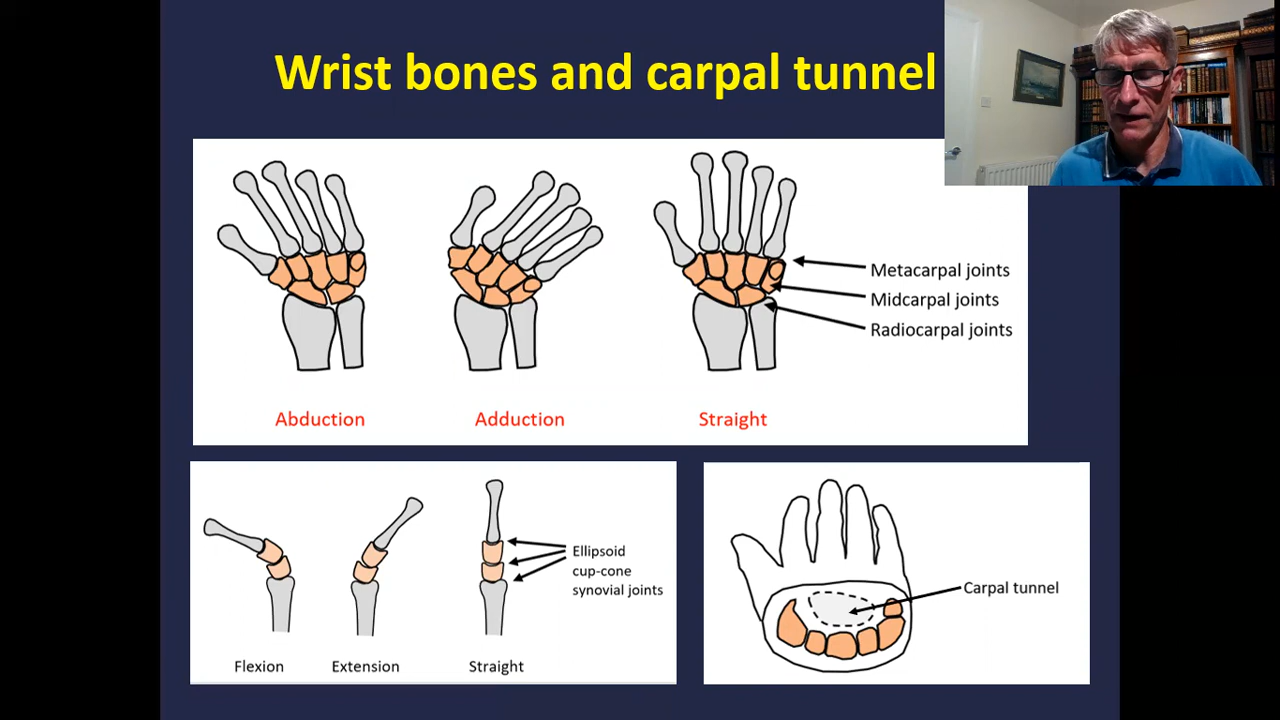 Wrist bones and carpal tunnel
Metacarpal joints
Midcarpal joints
Radiocarpal joints
Abduction
Adduction
Straight
Ellipsoid
cup-cone
synovial joints
Flexion
Extension
Straight
Carpal tunnel